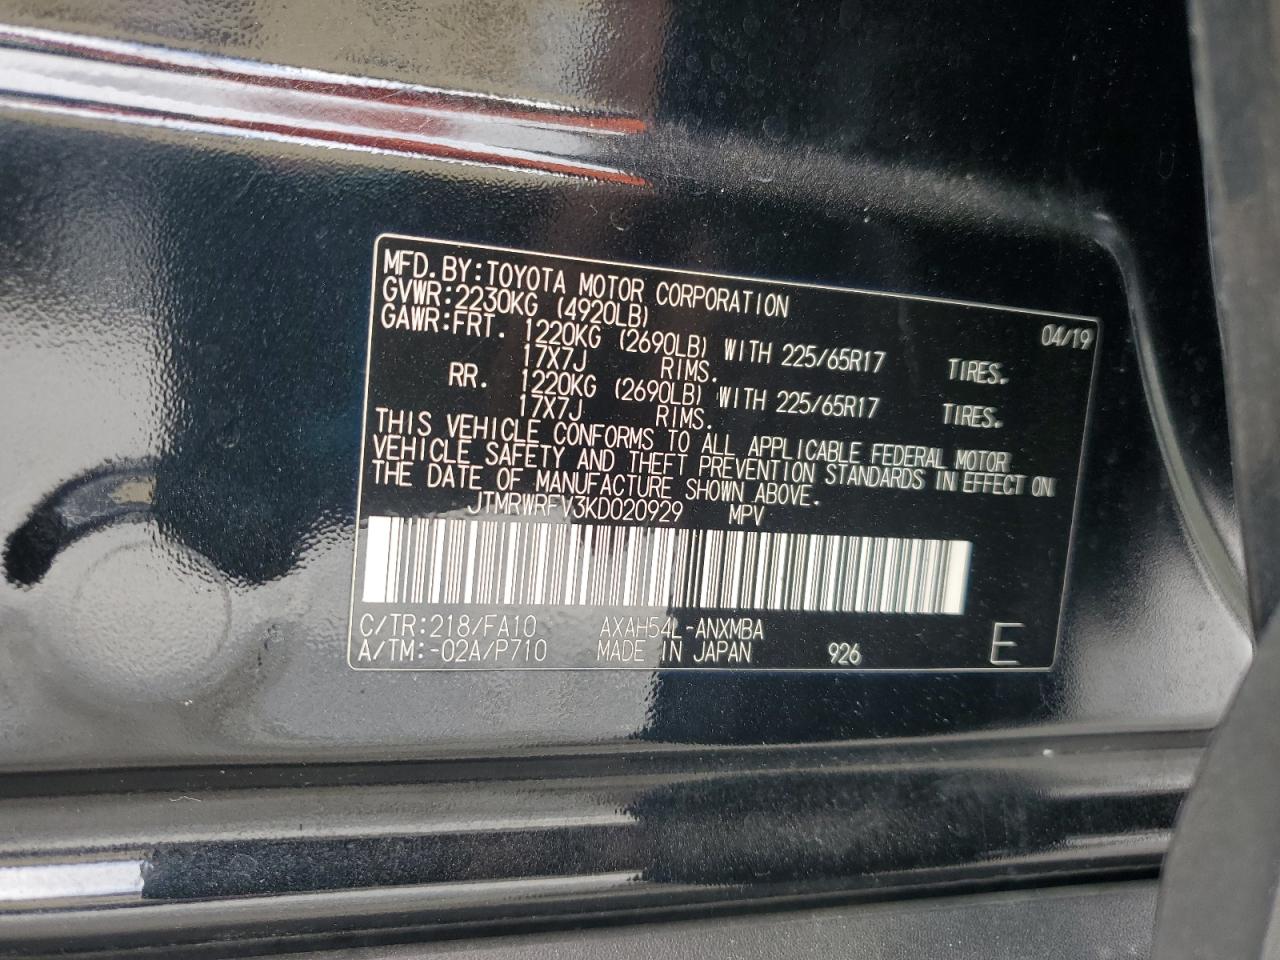 MFD.BY:TOYOTA MOTOR CORPORATION 04/19
GVWR:2230KG (4920LB)
GAWR:FRT. 1220KG (2690LB) WITH 225/65R17 TIRES.
17X7J RIMS.
RR. 1220KG (2690LB) WITH 225/65R17 TIRES.
17X7J RIMS.
THIS VEHICLE CONFORMS TO ALL APPLICABLE FEDERAL MOTOR
VEHICLE SAFETY AND THEFT PREVENTION STANDARDS IN EFFECT ON
THE DATE OF MANUFACTURE SHOWN ABOVE.
JTMRWRFV3KD020929 MPV
C/TR:218/FA10 AXAH54L-ANXMBA
A/TM:-02A/P710 MADE IN JAPAN 926 E